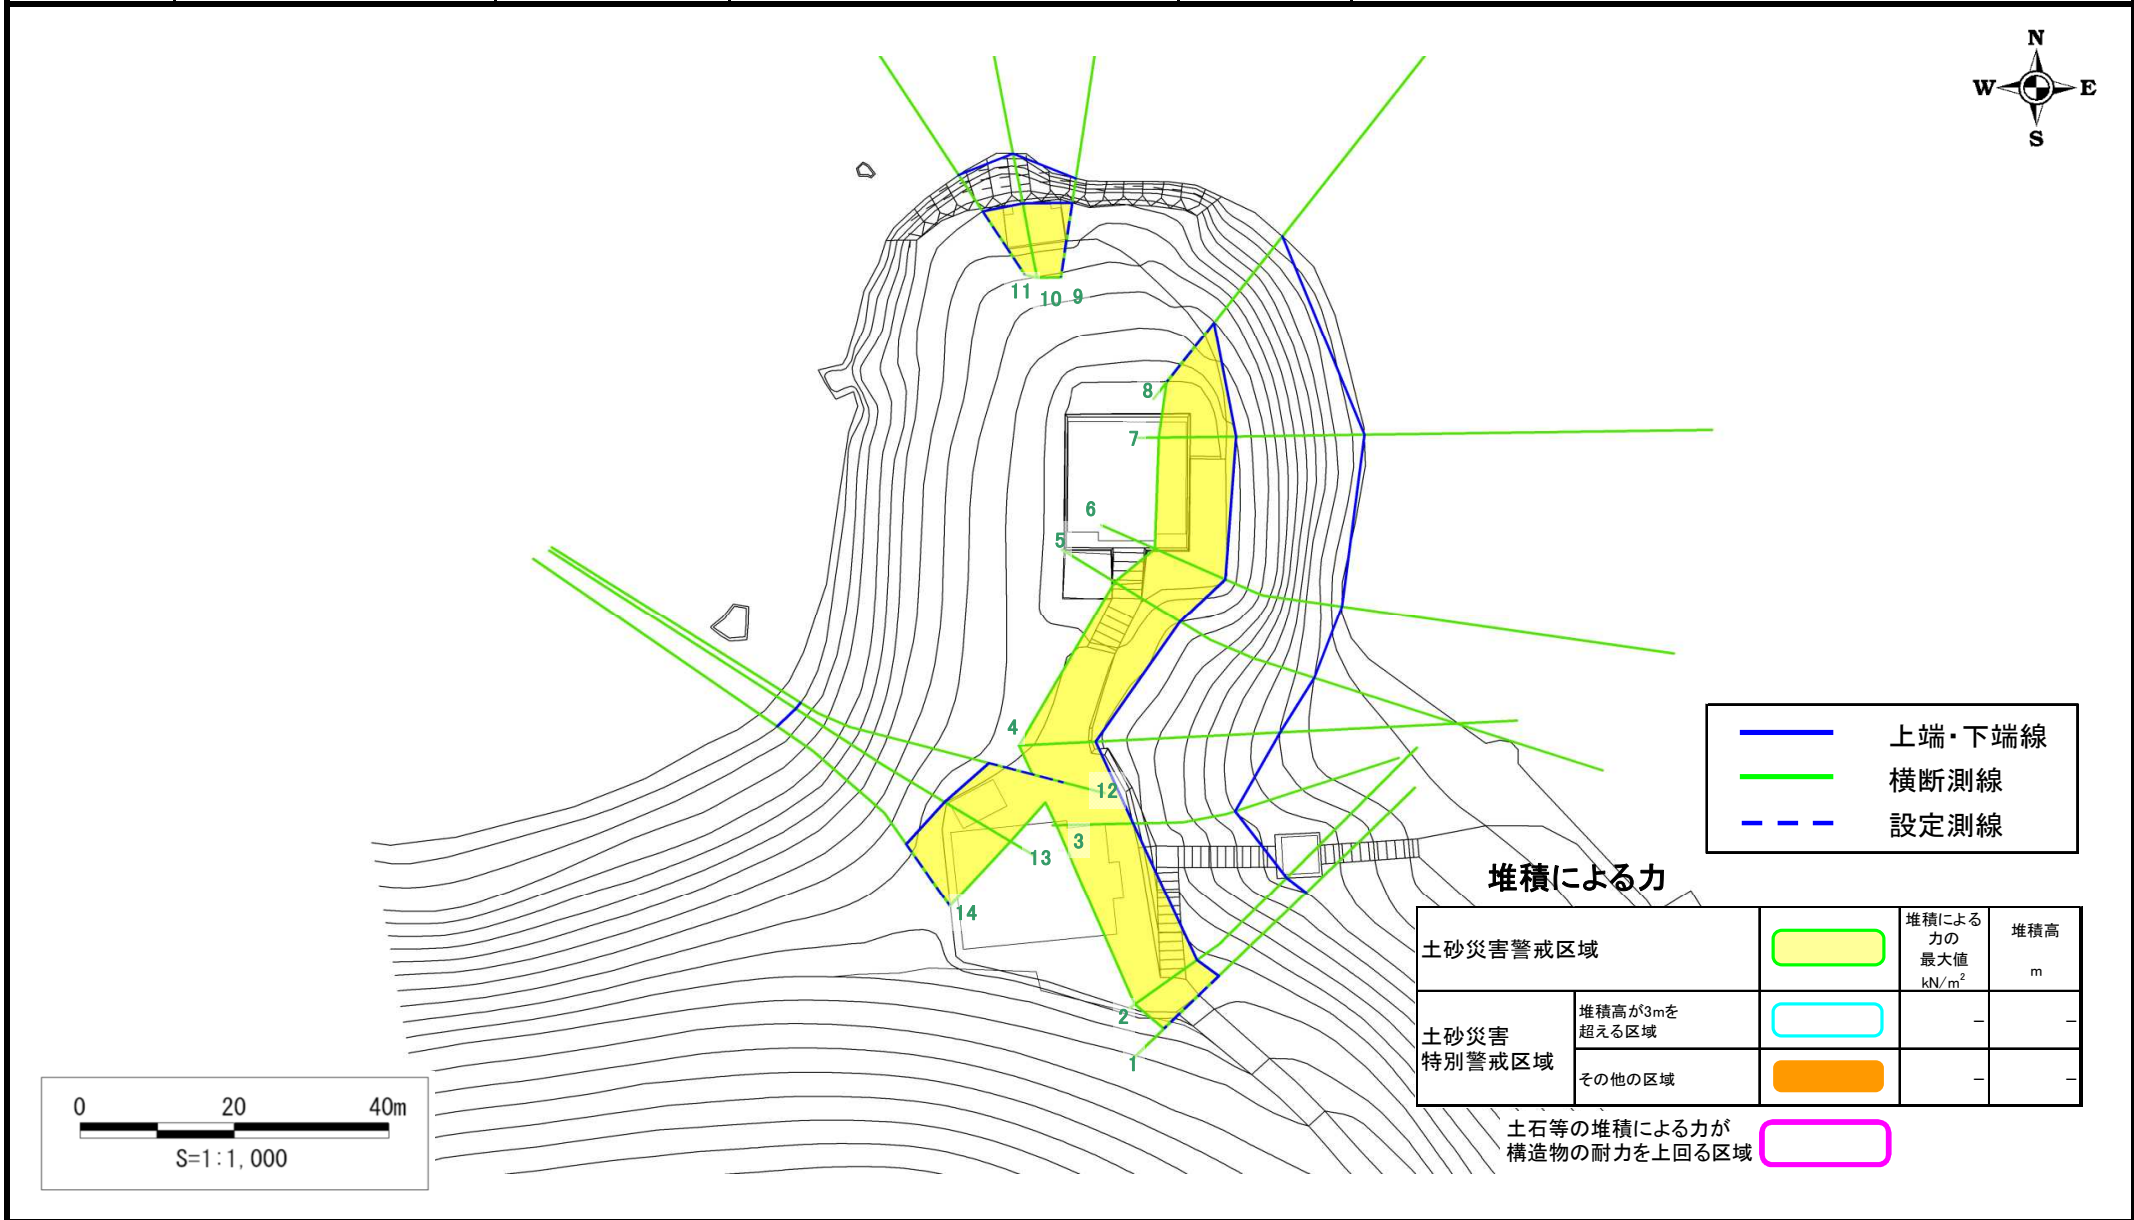 N
W E
S
11 10 9
8
7
6
5
4
12
3
13
14
2
1
上端・下端線
横断測線
設定測線
堆積による力
土砂災害警戒区域
堆積による
力の
最大値
kN/m²
堆積高
m
土砂災害
特別警戒区域
堆積高が3mを
超える区域
− −
その他の区域
− −
土石等の堆積による力が
構造物の耐力を上回る区域
0 20 40m
S=1:1,000